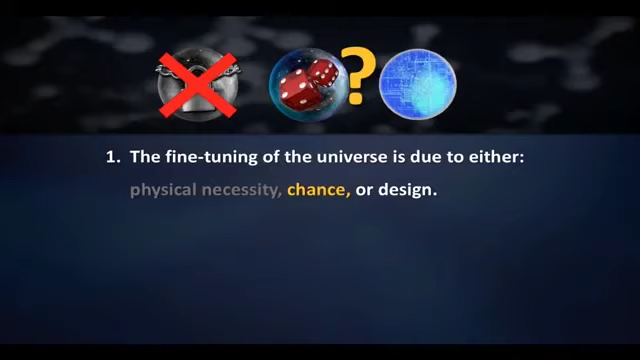 ?
1. The fine-tuning of the universe is due to either:
physical necessity, chance, or design.